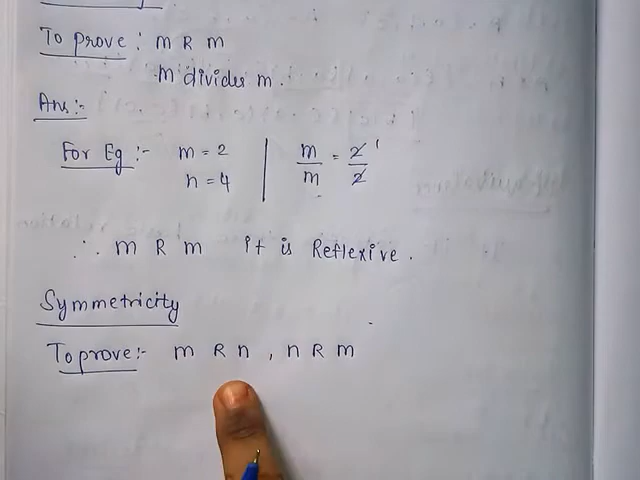 To prove : m R m
m divides m.
Ans:-
For Eg :- m = 2 | m/m = 2/2 1
n = 4
∴ m R m it is Reflexive.
Symmetricity
To prove:- m R n , n R m